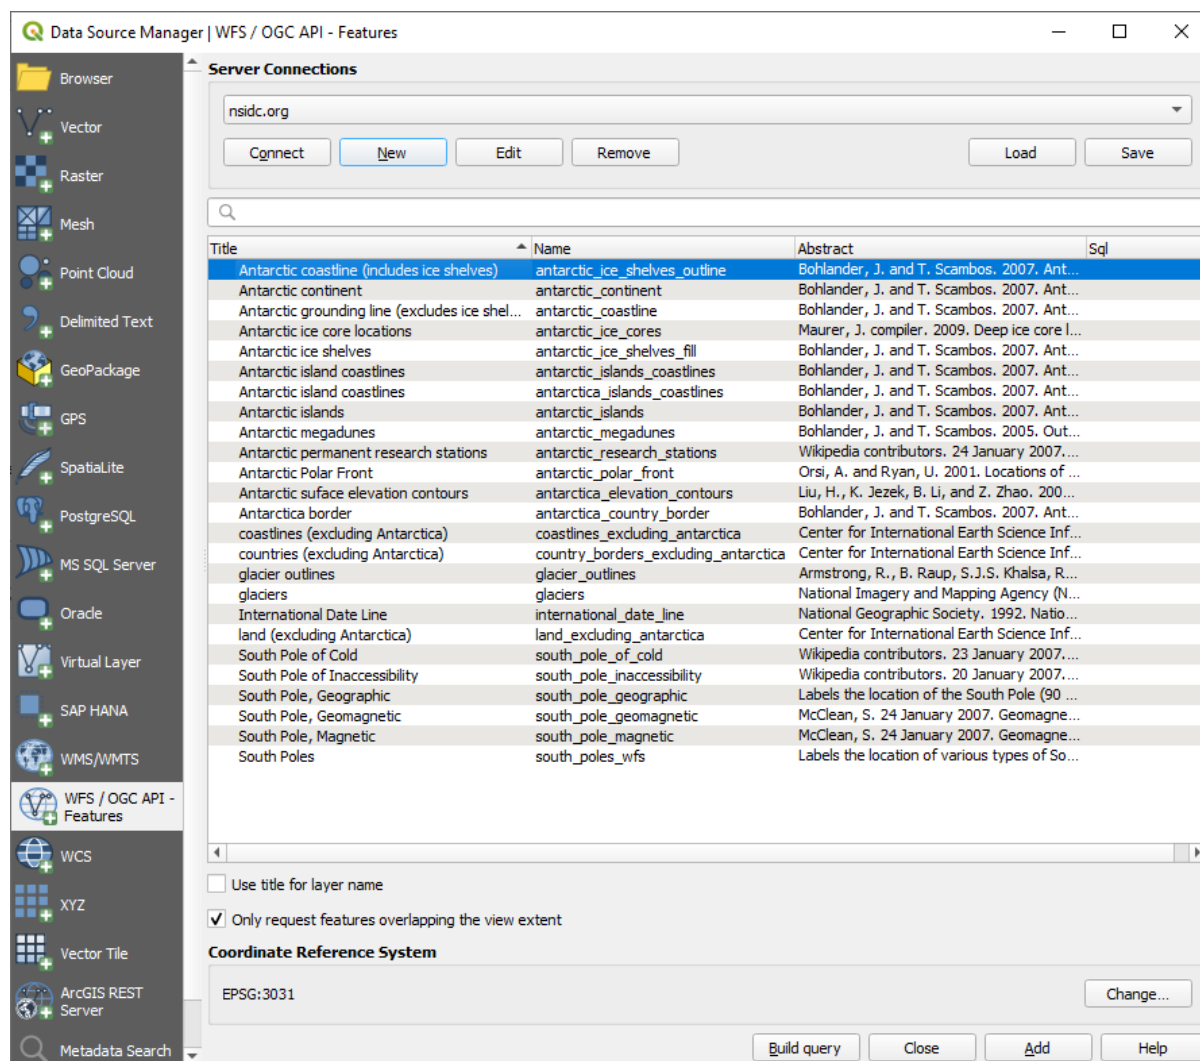 Data Source Manager | WFS / OGC API - Features
Browser
Vector
Raster
Mesh
Point Cloud
Delimited Text
GeoPackage
GPS
SpatiaLite
PostgreSQL
MS SQL Server
Oracle
Virtual Layer
SAP HANA
WMS/WMTS
WFS / OGC API -
Features
WCS
XYZ
Vector Tile
ArcGIS REST
Server
Metadata Search
Server Connections
nsidc.org
Connect New Edit Remove Load Save
Title Name Abstract Sql
Antarctic coastline (includes ice shelves) antarctic_ice_shelves_outline Bohlander, J. and T. Scambos. 2007. Ant...
Antarctic continent antarctic_continent Bohlander, J. and T. Scambos. 2007. Ant...
Antarctic grounding line (excludes ice shel... antarctic_coastline Bohlander, J. and T. Scambos. 2007. Ant...
Antarctic ice core locations antarctic_ice_cores Maurer, J. compiler. 2009. Deep ice core l...
Antarctic ice shelves antarctic_ice_shelves_fill Bohlander, J. and T. Scambos. 2007. Ant...
Antarctic island coastlines antarctic_islands_coastlines Bohlander, J. and T. Scambos. 2007. Ant...
Antarctic island coastlines antarctica_islands_coastlines Bohlander, J. and T. Scambos. 2007. Ant...
Antarctic islands antarctic_islands Bohlander, J. and T. Scambos. 2007. Ant...
Antarctic megadunes antarctic_megadunes Bohlander, J. and T. Scambos. 2005. Out...
Antarctic permanent research stations antarctic_research_stations Wikipedia contributors. 24 January 2007....
Antarctic Polar Front antarctic_polar_front Orsi, A. and Ryan, U. 2001. Locations of ...
Antarctic suface elevation contours antarctica_elevation_contours Liu, H., K. Jezek, B. Li, and Z. Zhao. 200...
Antarctica border antarctica_country_border Bohlander, J. and T. Scambos. 2007. Ant...
coastlines (excluding Antarctica) coastlines_excluding_antarctica Center for International Earth Science Inf...
countries (excluding Antarctica) country_borders_excluding_antarctica Center for International Earth Science Inf...
glacier outlines glacier_outlines Armstrong, R., B. Raup, S.J.S. Khalsa, R...
glaciers glaciers National Imagery and Mapping Agency (N...
International Date Line international_date_line National Geographic Society. 1992. Natio...
land (excluding Antarctica) land_excluding_antarctica Center for International Earth Science Inf...
South Pole of Cold south_pole_of_cold Wikipedia contributors. 23 January 2007....
South Pole of Inaccessibility south_pole_inaccessibility Wikipedia contributors. 20 January 2007....
South Pole, Geographic south_pole_geographic Labels the location of the South Pole (90 ...
South Pole, Geomagnetic south_pole_geomagnetic McClean, S. 24 January 2007. Geomagne...
South Pole, Magnetic south_pole_magnetic McClean, S. 24 January 2007. Geomagne...
South Poles south_poles_wfs Labels the location of various types of So...
Use title for layer name
Only request features overlapping the view extent
Coordinate Reference System
EPSG:3031 Change...
Build query Close Add Help